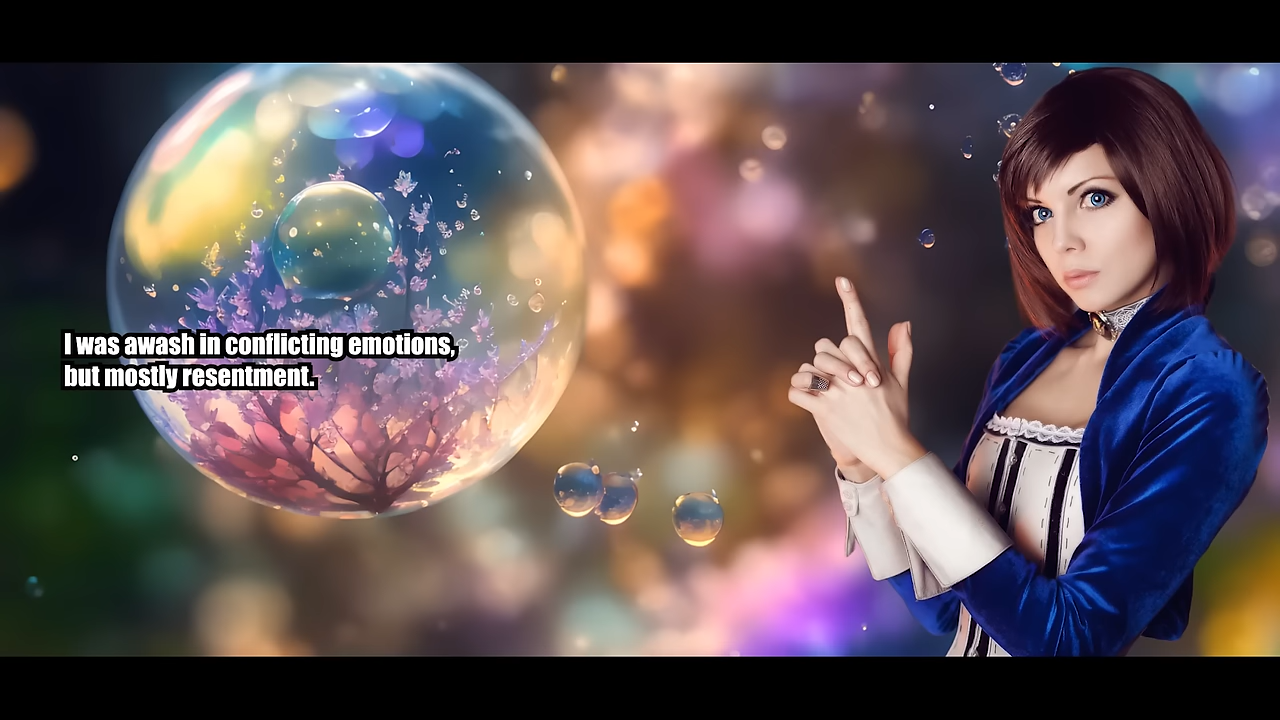 I was awash in conflicting emotions,
but mostly resentment.